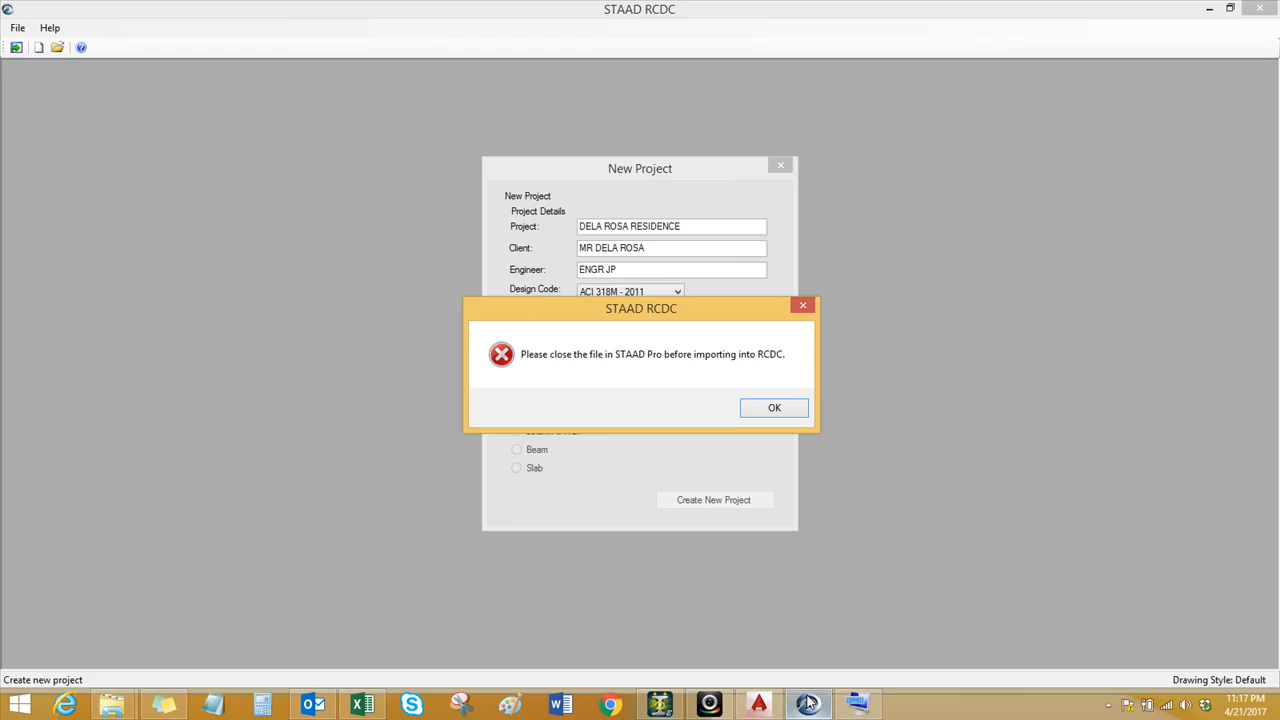 STAAD RCDC
File Help
New Project
New Project
Project Details
Project: DELA ROSA RESIDENCE
Client: MR DELA ROSA
Engineer: ENGR JP
Design Code: ACI 318M - 2011
STAAD RCDC
Please close the file in STAAD Pro before importing into RCDC.
OK
Beam
Slab
Create New Project
Create new project
Drawing Style: Default
11:17 PM
4/21/2017